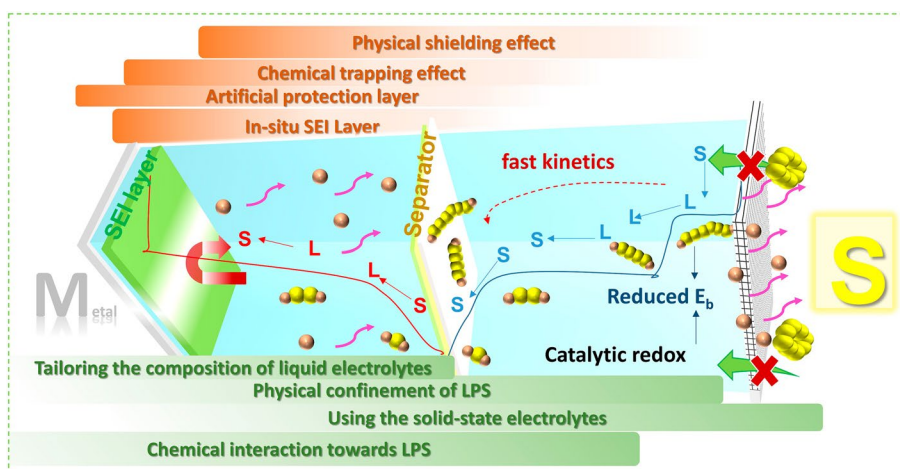 Physical shielding effect
Chemical trapping effect
Artificial protection layer
In-situ SEI Layer
SEI layer
Separator
fast kinetics
S
L
L
L
S
S
S
S
L
L
S
Metal
Reduced Eb
Catalytic redox
S
Tailoring the composition of liquid electrolytes
Physical confinement of LPS
Using the solid-state electrolytes
Chemical interaction towards LPS